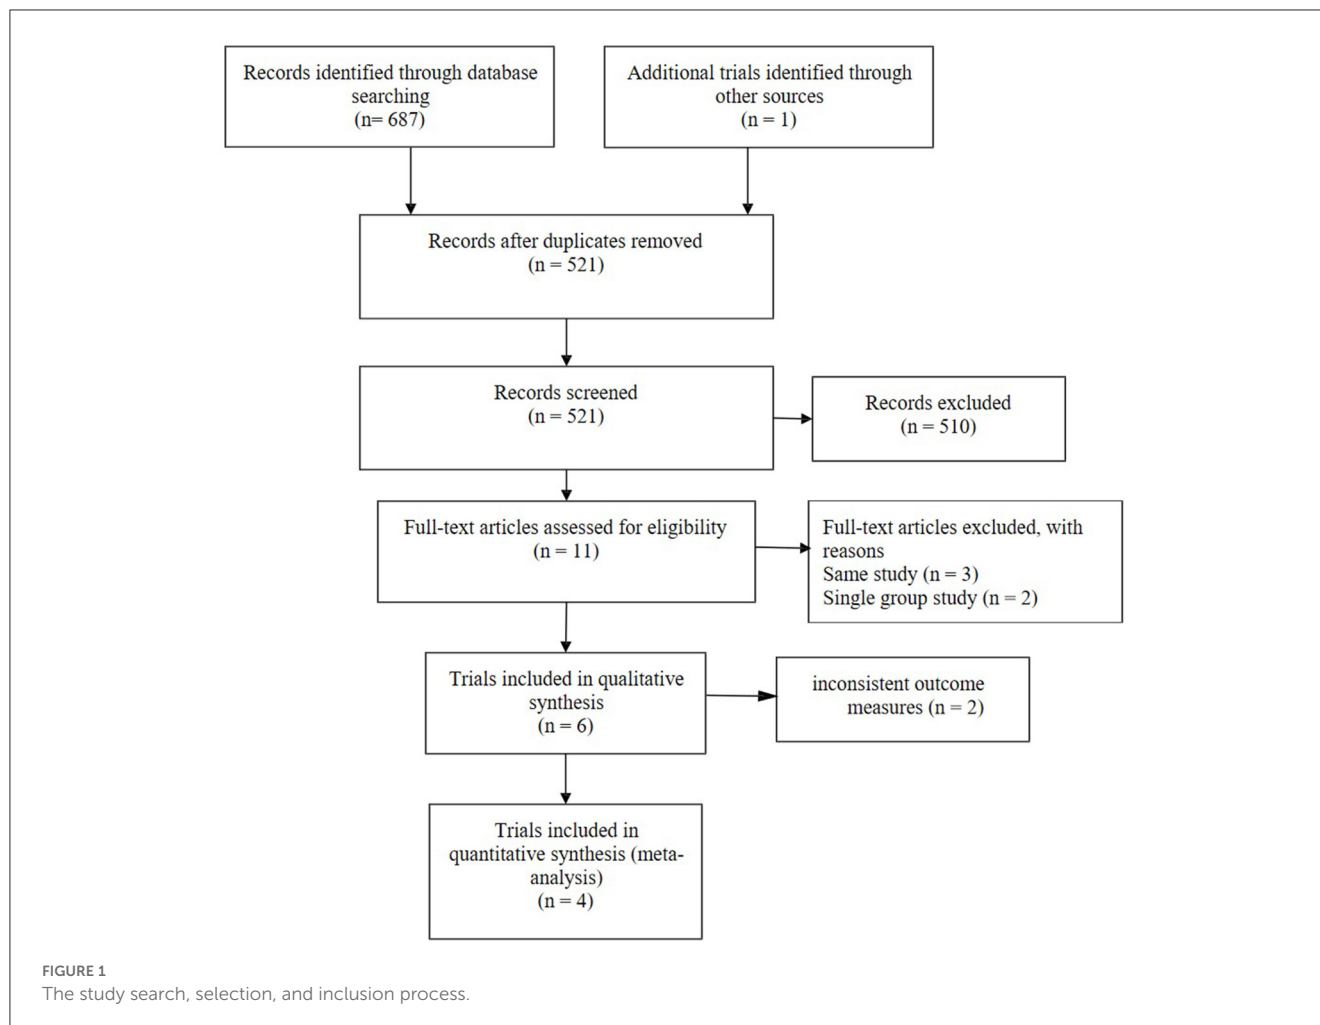 Records identified through database
searching
(n= 687)
Additional trials identified through
other sources
(n = 1)
Records after duplicates removed
(n = 521)
Records screened
(n = 521)
Records excluded
(n = 510)
Full-text articles assessed for eligibility
(n = 11)
Full-text articles excluded, with
reasons
Same study (n = 3)
Single group study (n = 2)
Trials included in qualitative
synthesis
(n = 6)
inconsistent outcome
measures (n = 2)
Trials included in
quantitative synthesis (meta-
analysis)
(n = 4)
FIGURE 1
The study search, selection, and inclusion process.